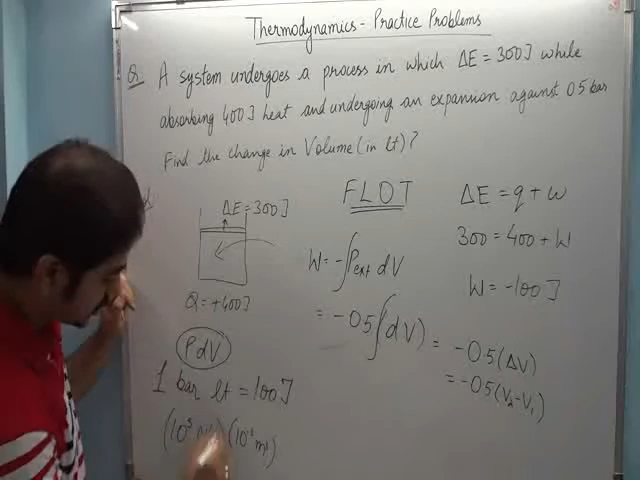 Thermodynamics - Practice Problems
Q. A system undergoes a process in which ΔE = 300J while
absorbing 400J heat and undergoing an expansion against 0.5 bar
Find the change in Volume (in lt)?
ΔE = 300J
Q = +400J
PdV
1 bar lt = 100J
FLOT
W = -∫Pext dV
= -0.5∫(dV) = -0.5(ΔV)
= -0.5(V₂-V₁)
ΔE = q + w
300 = 400 + W
W = -100J